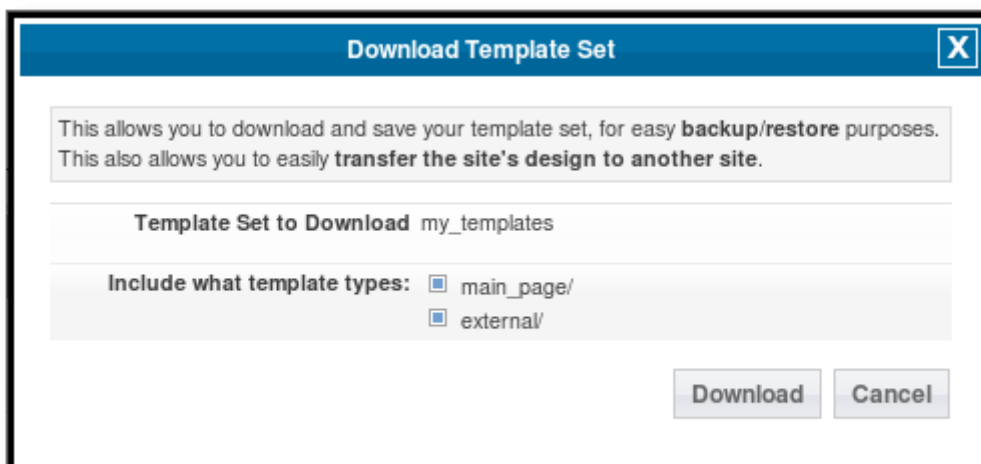 Download Template Set X
This allows you to download and save your template set, for easy backup/restore purposes.
This also allows you to easily transfer the site's design to another site.
Template Set to Download my_templates
Include what template types: main_page/
external/
Download Cancel